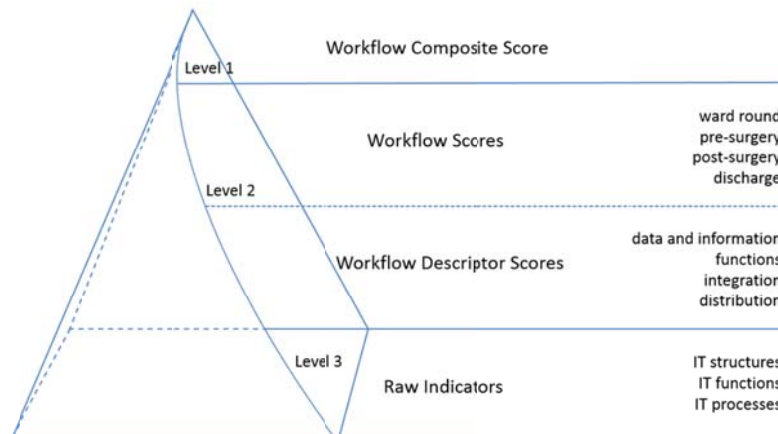 Workflow Composite Score
Level 1
ward round
Workflow Scores
pre-surgery
post-surgery
discharge
Level 2
data and information
functions
Workflow Descriptor Scores
integration
distribution
Level 3
IT structures
Raw Indicators
IT functions
IT processes